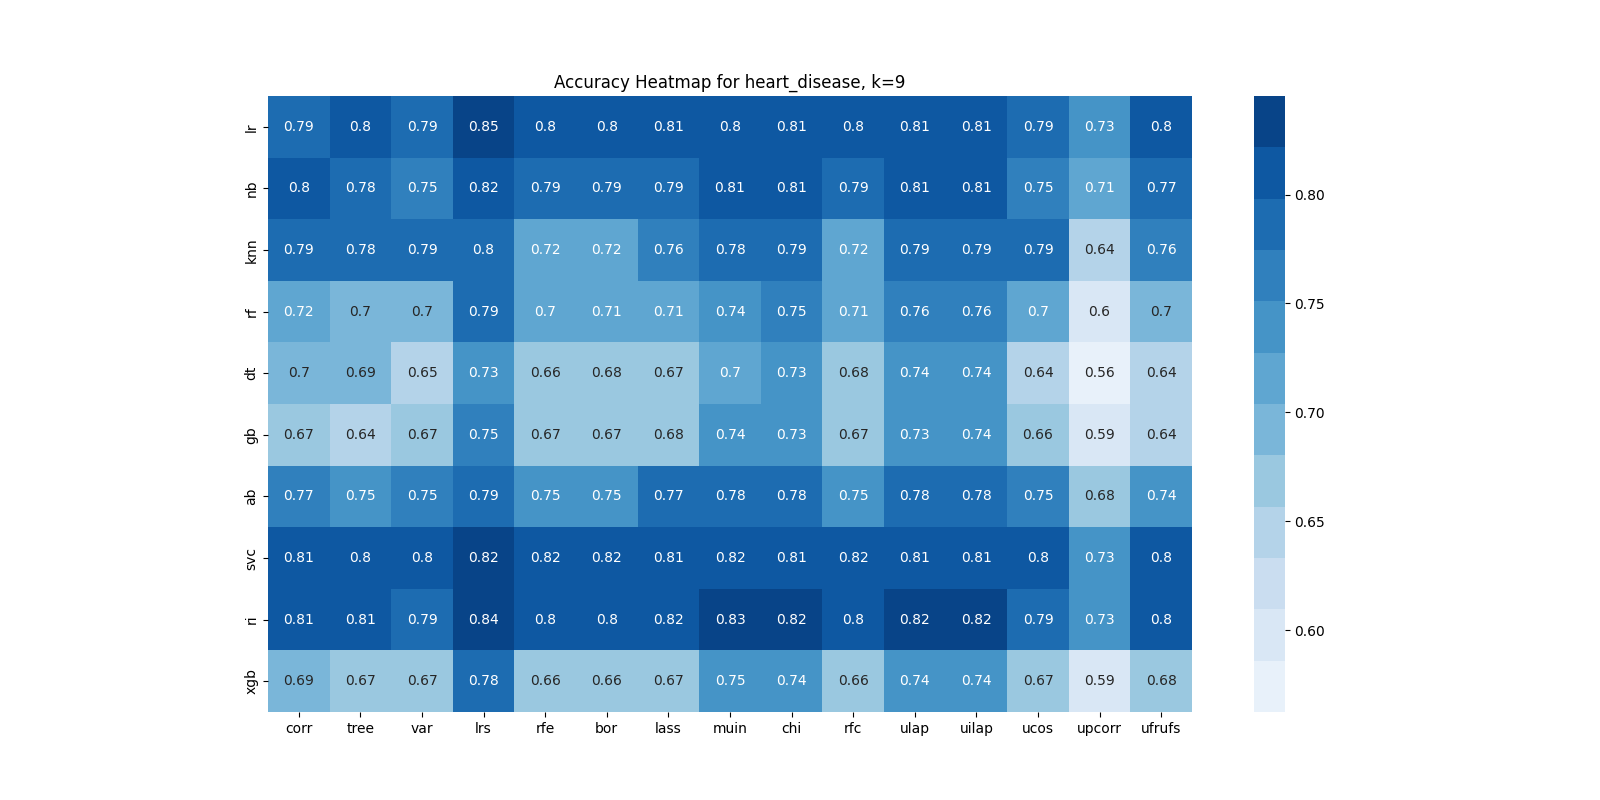 Accuracy Heatmap for heart_disease, k=9
lr 0.79 0.8 0.79 0.85 0.8 0.8 0.81 0.8 0.81 0.8 0.81 0.81 0.79 0.73 0.8
nb 0.8 0.78 0.75 0.82 0.79 0.79 0.79 0.81 0.81 0.79 0.81 0.81 0.75 0.71 0.77
knn 0.79 0.78 0.79 0.8 0.72 0.72 0.76 0.78 0.79 0.72 0.79 0.79 0.79 0.64 0.76
rf 0.72 0.7 0.7 0.79 0.7 0.71 0.71 0.74 0.75 0.71 0.76 0.76 0.7 0.6 0.7
dt 0.7 0.69 0.65 0.73 0.66 0.68 0.67 0.7 0.73 0.68 0.74 0.74 0.64 0.56 0.64
gb 0.67 0.64 0.67 0.75 0.67 0.67 0.68 0.74 0.73 0.67 0.73 0.74 0.66 0.59 0.64
ab 0.77 0.75 0.75 0.79 0.75 0.75 0.77 0.78 0.78 0.75 0.78 0.78 0.75 0.68 0.74
svc 0.81 0.8 0.8 0.82 0.82 0.82 0.81 0.82 0.81 0.82 0.81 0.81 0.8 0.73 0.8
ri 0.81 0.81 0.79 0.84 0.8 0.8 0.82 0.83 0.82 0.8 0.82 0.82 0.79 0.73 0.8
xgb 0.69 0.67 0.67 0.78 0.66 0.66 0.67 0.75 0.74 0.66 0.74 0.74 0.67 0.59 0.68
corr tree var lrs rfe bor lass muin chi rfc ulap uilap ucos upcorr ufrufs
0.80
0.75
0.70
0.65
0.60